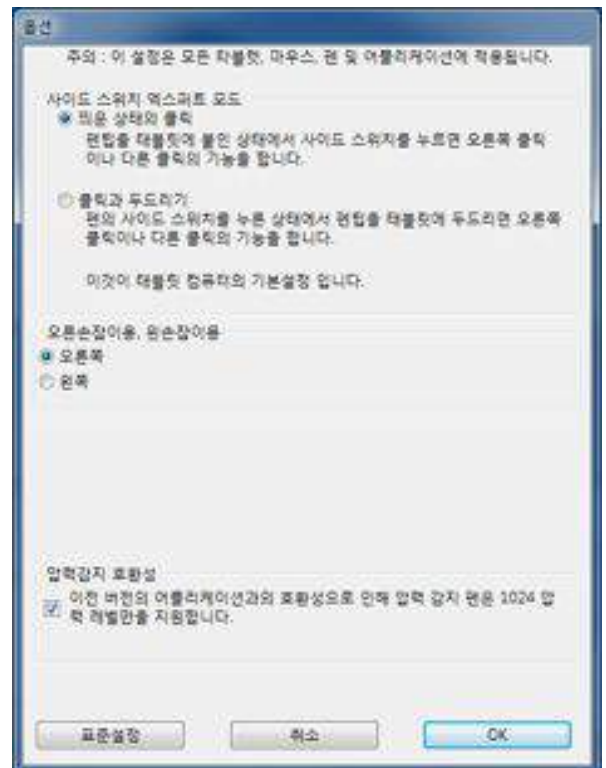 옵션
주의 : 이 설정은 모든 타블렛, 마우스, 펜 및 어플리케이션에 적용됩니다.
사이드 스위치 엑스퍼트 모드
띄운 상태의 클릭
펜팁을 태블릿에 붙인 상태에서 사이드 스위치를 누르면 오른쪽 클릭
이나 다른 클릭의 기능을 합니다.
클릭과 두드리기
펜의 사이드 스위치를 누른 상태에서 펜팁을 태블릿에 두드리면 오른쪽
클릭이나 다른 클릭의 기능을 합니다.
이것이 태블릿 컴퓨터의 기본설정 입니다.
오른손잡이용, 왼손잡이용
오른쪽
왼쪽
압력감지 호환성
이전 버전의 어플리케이션과의 호환성으로 인해 압력 감지 펜은 1024 압
력 레벨만을 지원합니다.
표준설정
취소
OK